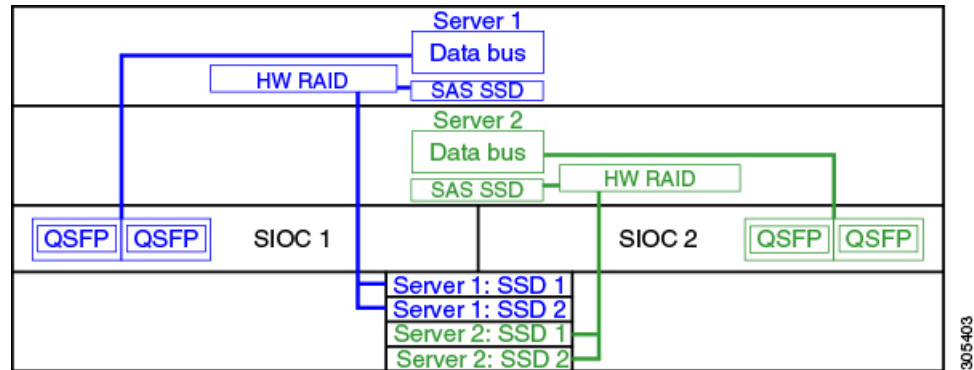 Server 1
Data bus
HW RAID
SAS SSD
Server 2
Data bus
HW RAID
SAS SSD
QSFP QSFP SIOC 1 SIOC 2 QSFP QSFP
Server 1: SSD 1
Server 1: SSD 2
Server 2: SSD 1
Server 2: SSD 2
305403